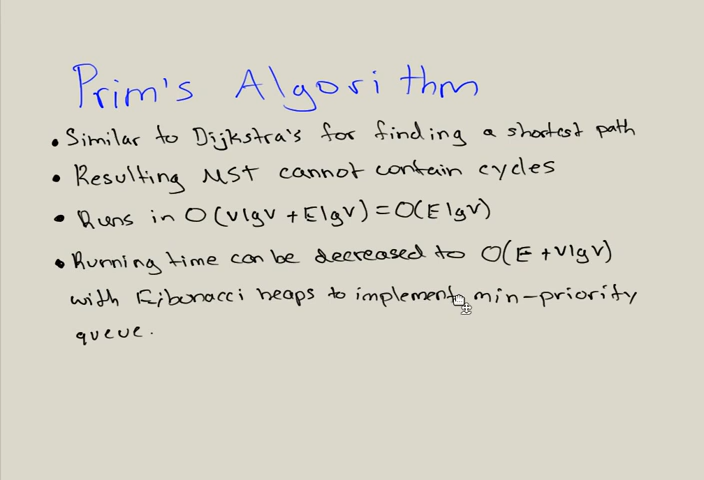 Prim's Algorithm
• Similar to Dijkstra's for finding a shortest path
• Resulting MST cannot contain cycles
• Runs in O(VlgV + ElgV) = O(ElgV)
• Running time can be decreased to O(E + VlgV)
with Fibonacci heaps to implement min-priority
queue.